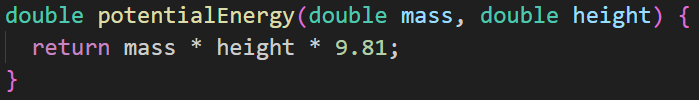 double potentialEnergy(double mass, double height) {
  return mass * height * 9.81;
}